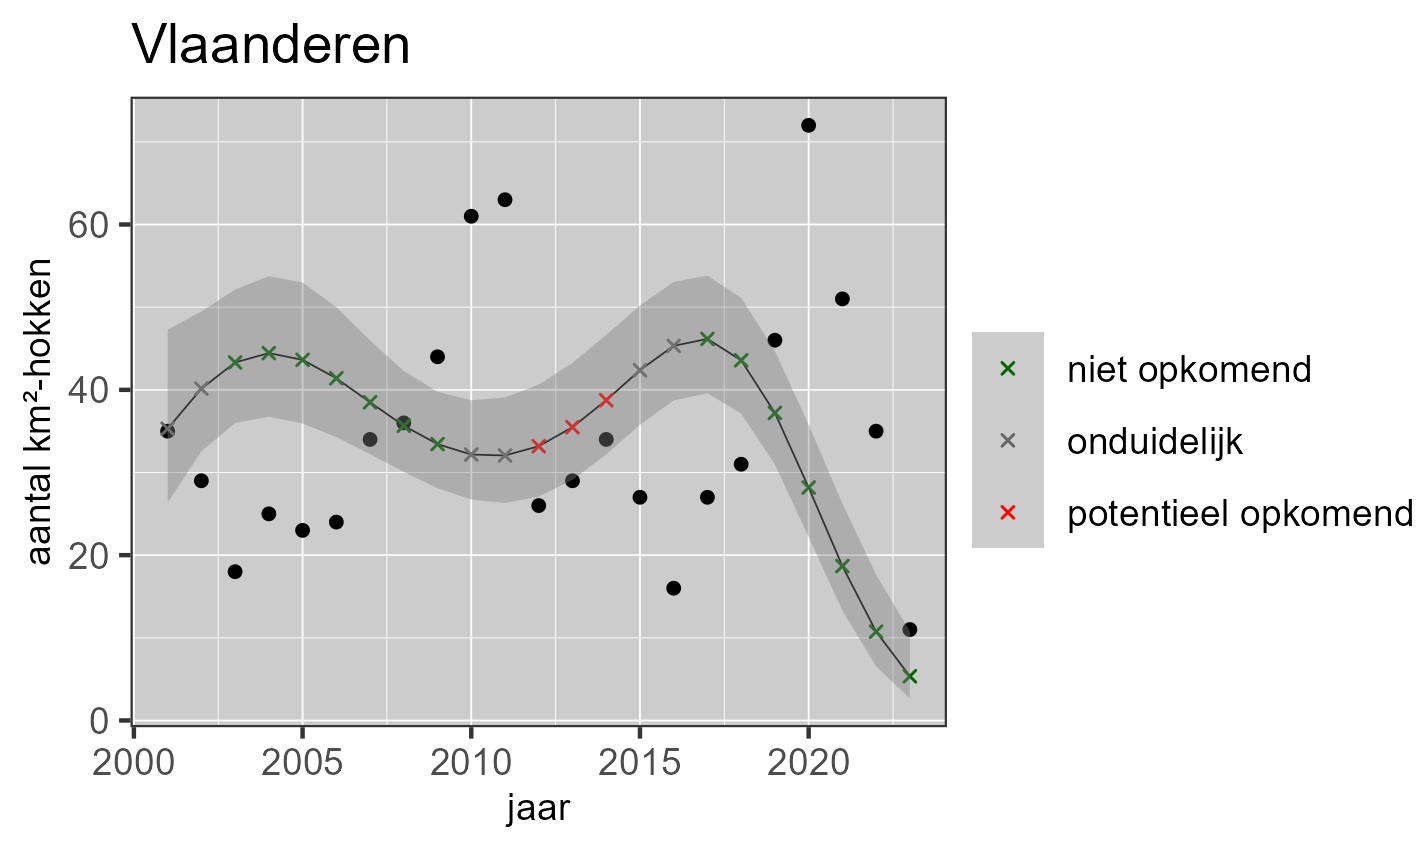 Vlaanderen
aantal km²-hokken
60
40
20
0
2000 2005 2010 2015 2020
jaar
niet opkomend
onduidelijk
potentieel opkomend